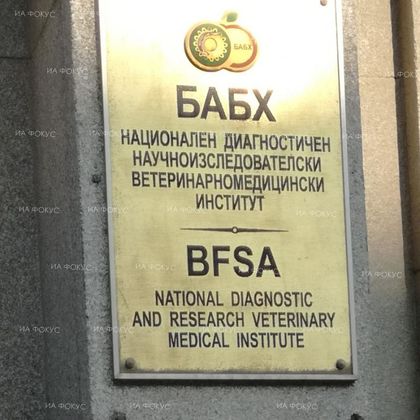 БАБХ
БАБХ
НАЦИОНАЛЕН ДИАГНОСТИЧЕН
НАУЧНОИЗСЛЕДОВАТЕЛСКИ
ВЕТЕРИНАРНОМЕДИЦИНСКИ
ИНСТИТУТ
BFSA
NATIONAL DIAGNOSTIC
AND RESEARCH VETERINARY
MEDICAL INSTITUTE
ИА ФОКУС